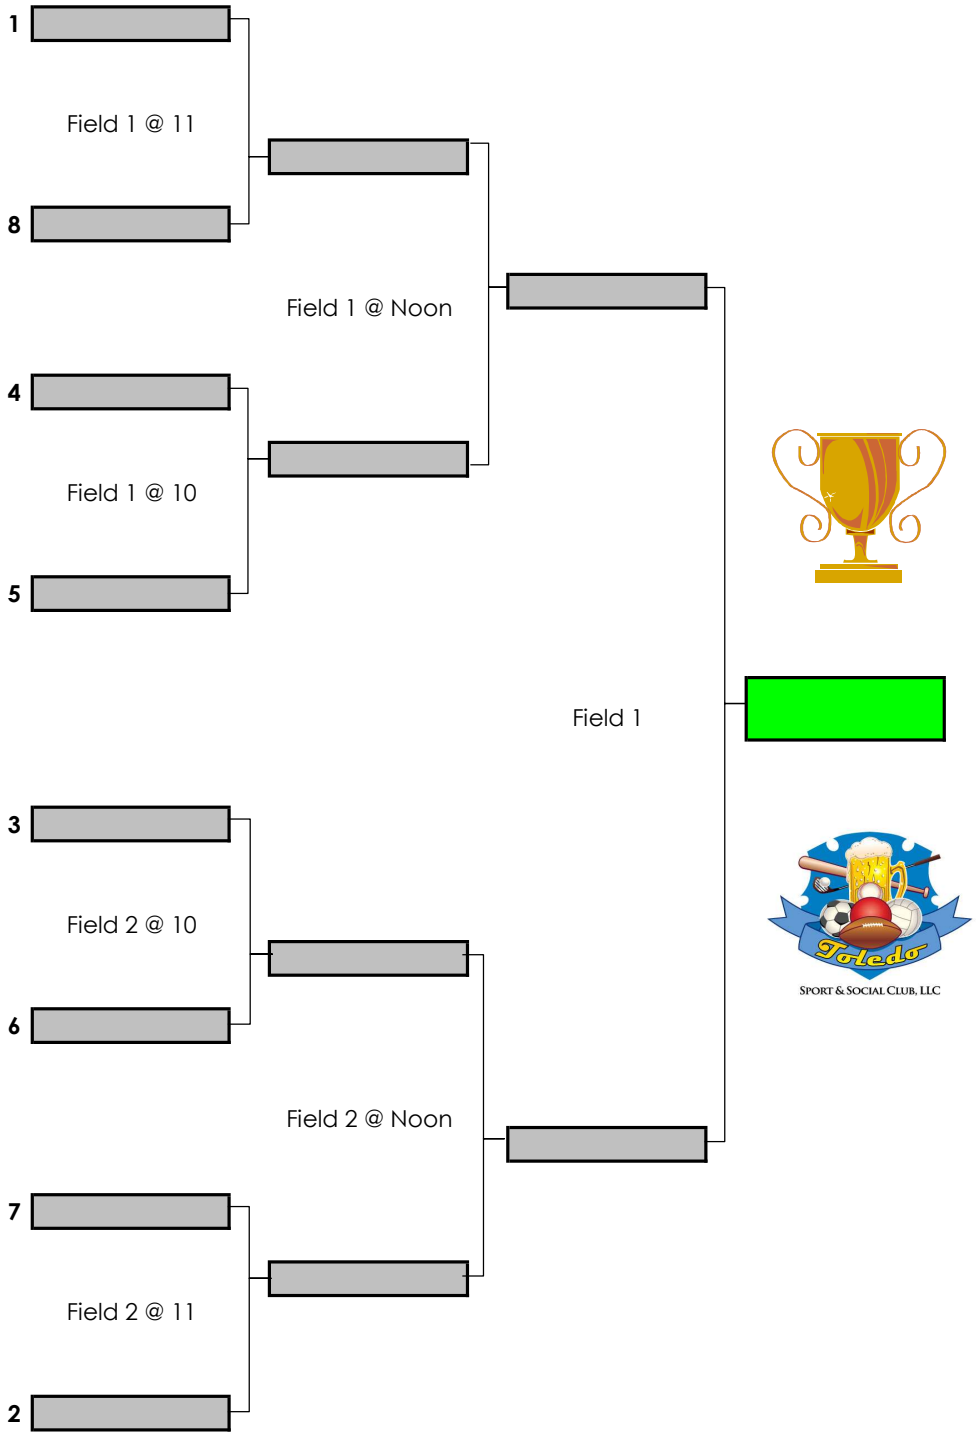 1
Field 1 @ 11
8
Field 1 @ Noon
4
Field 1 @ 10
5
Field 1
3
Field 2 @ 10
6
Field 2 @ Noon
7
Field 2 @ 11
2
Toledo
SPORT & SOCIAL CLUB, LLC